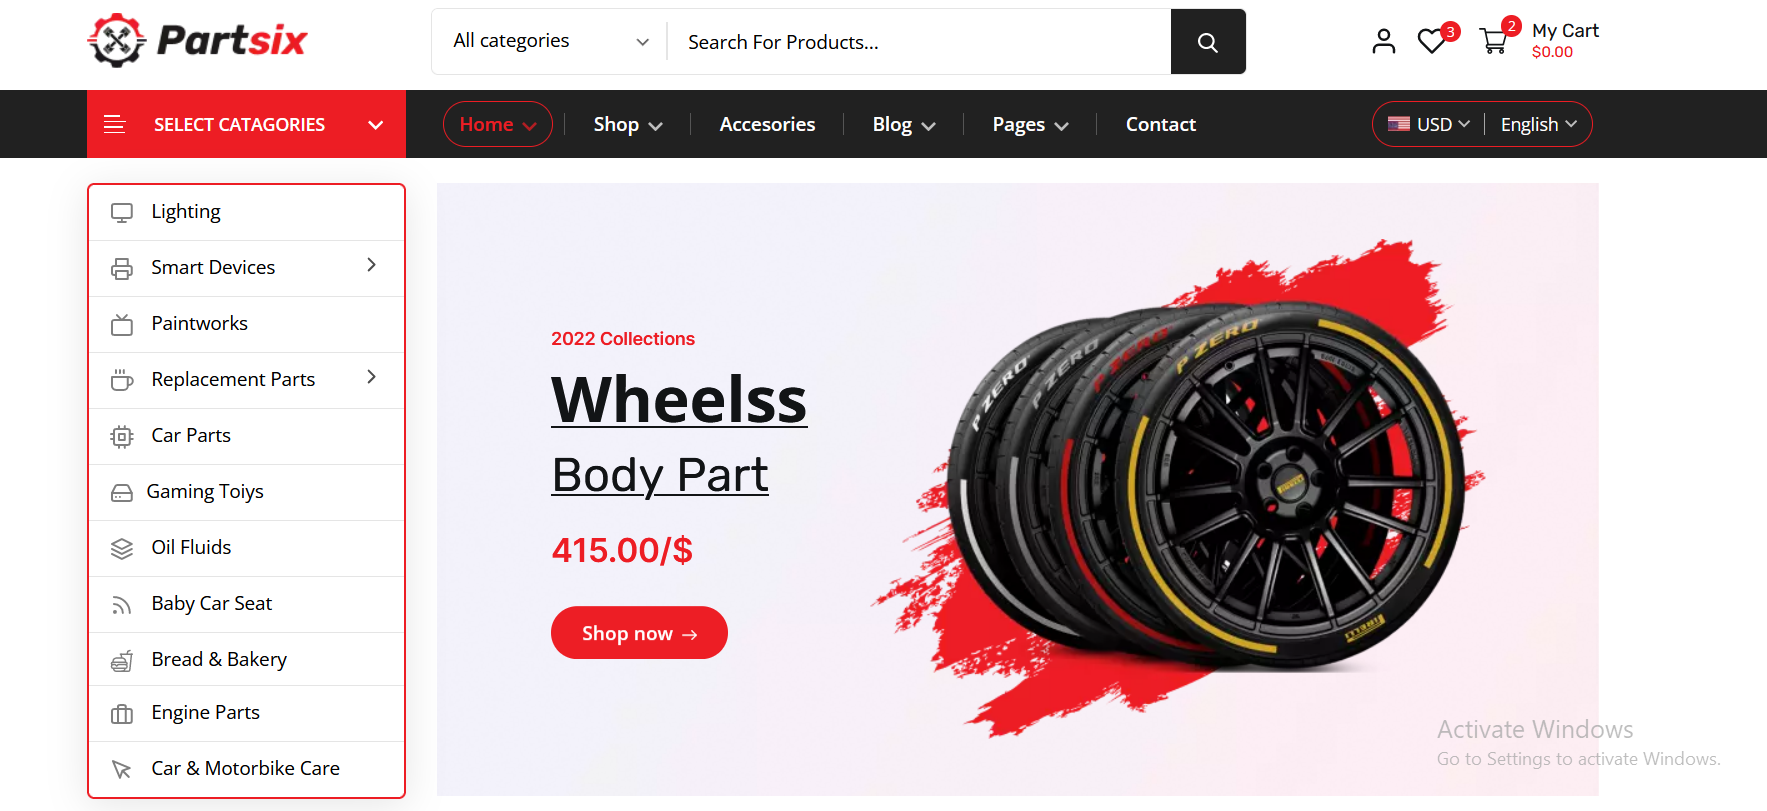 Partsix
All categories
Search For Products...
3
2
My Cart
$0.00
SELECT CATAGORIES
Home
Shop
Accesories
Blog
Pages
Contact
USD
English
Lighting
Smart Devices
Paintworks
Replacement Parts
Car Parts
Gaming Toiys
Oil Fluids
Baby Car Seat
Bread & Bakery
Engine Parts
Car & Motorbike Care
2022 Collections
Wheelss
Body Part
415.00/$
Shop now →
P ZERO
P ZERO
P ZERO
P ZERO
PIRELLI
PIRELLI
Activate Windows
Go to Settings to activate Windows.